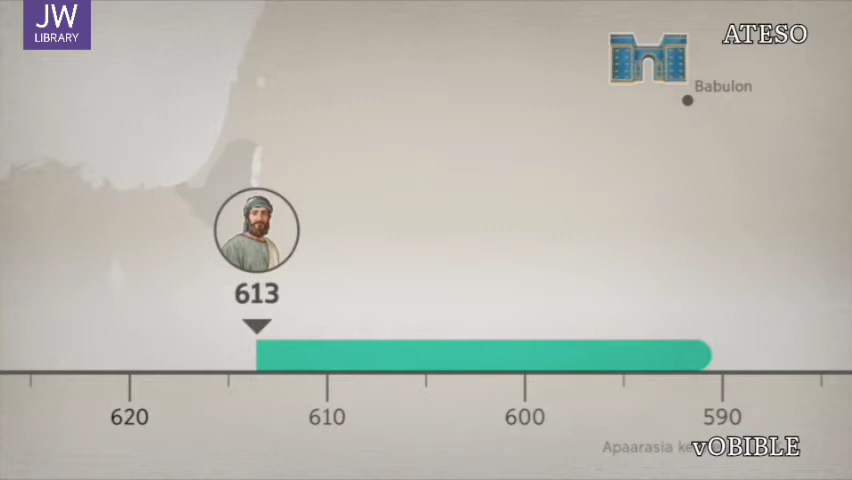 JW
LIBRARY
ATESO
Babulon
613
620 610 600 590
Apaarasia
vOBIBLE